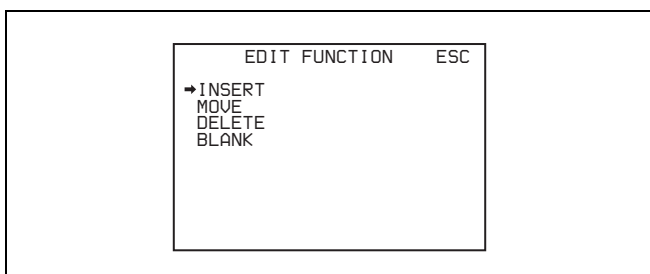 EDIT FUNCTION ESC
➡INSERT
MOVE
DELETE
BLANK